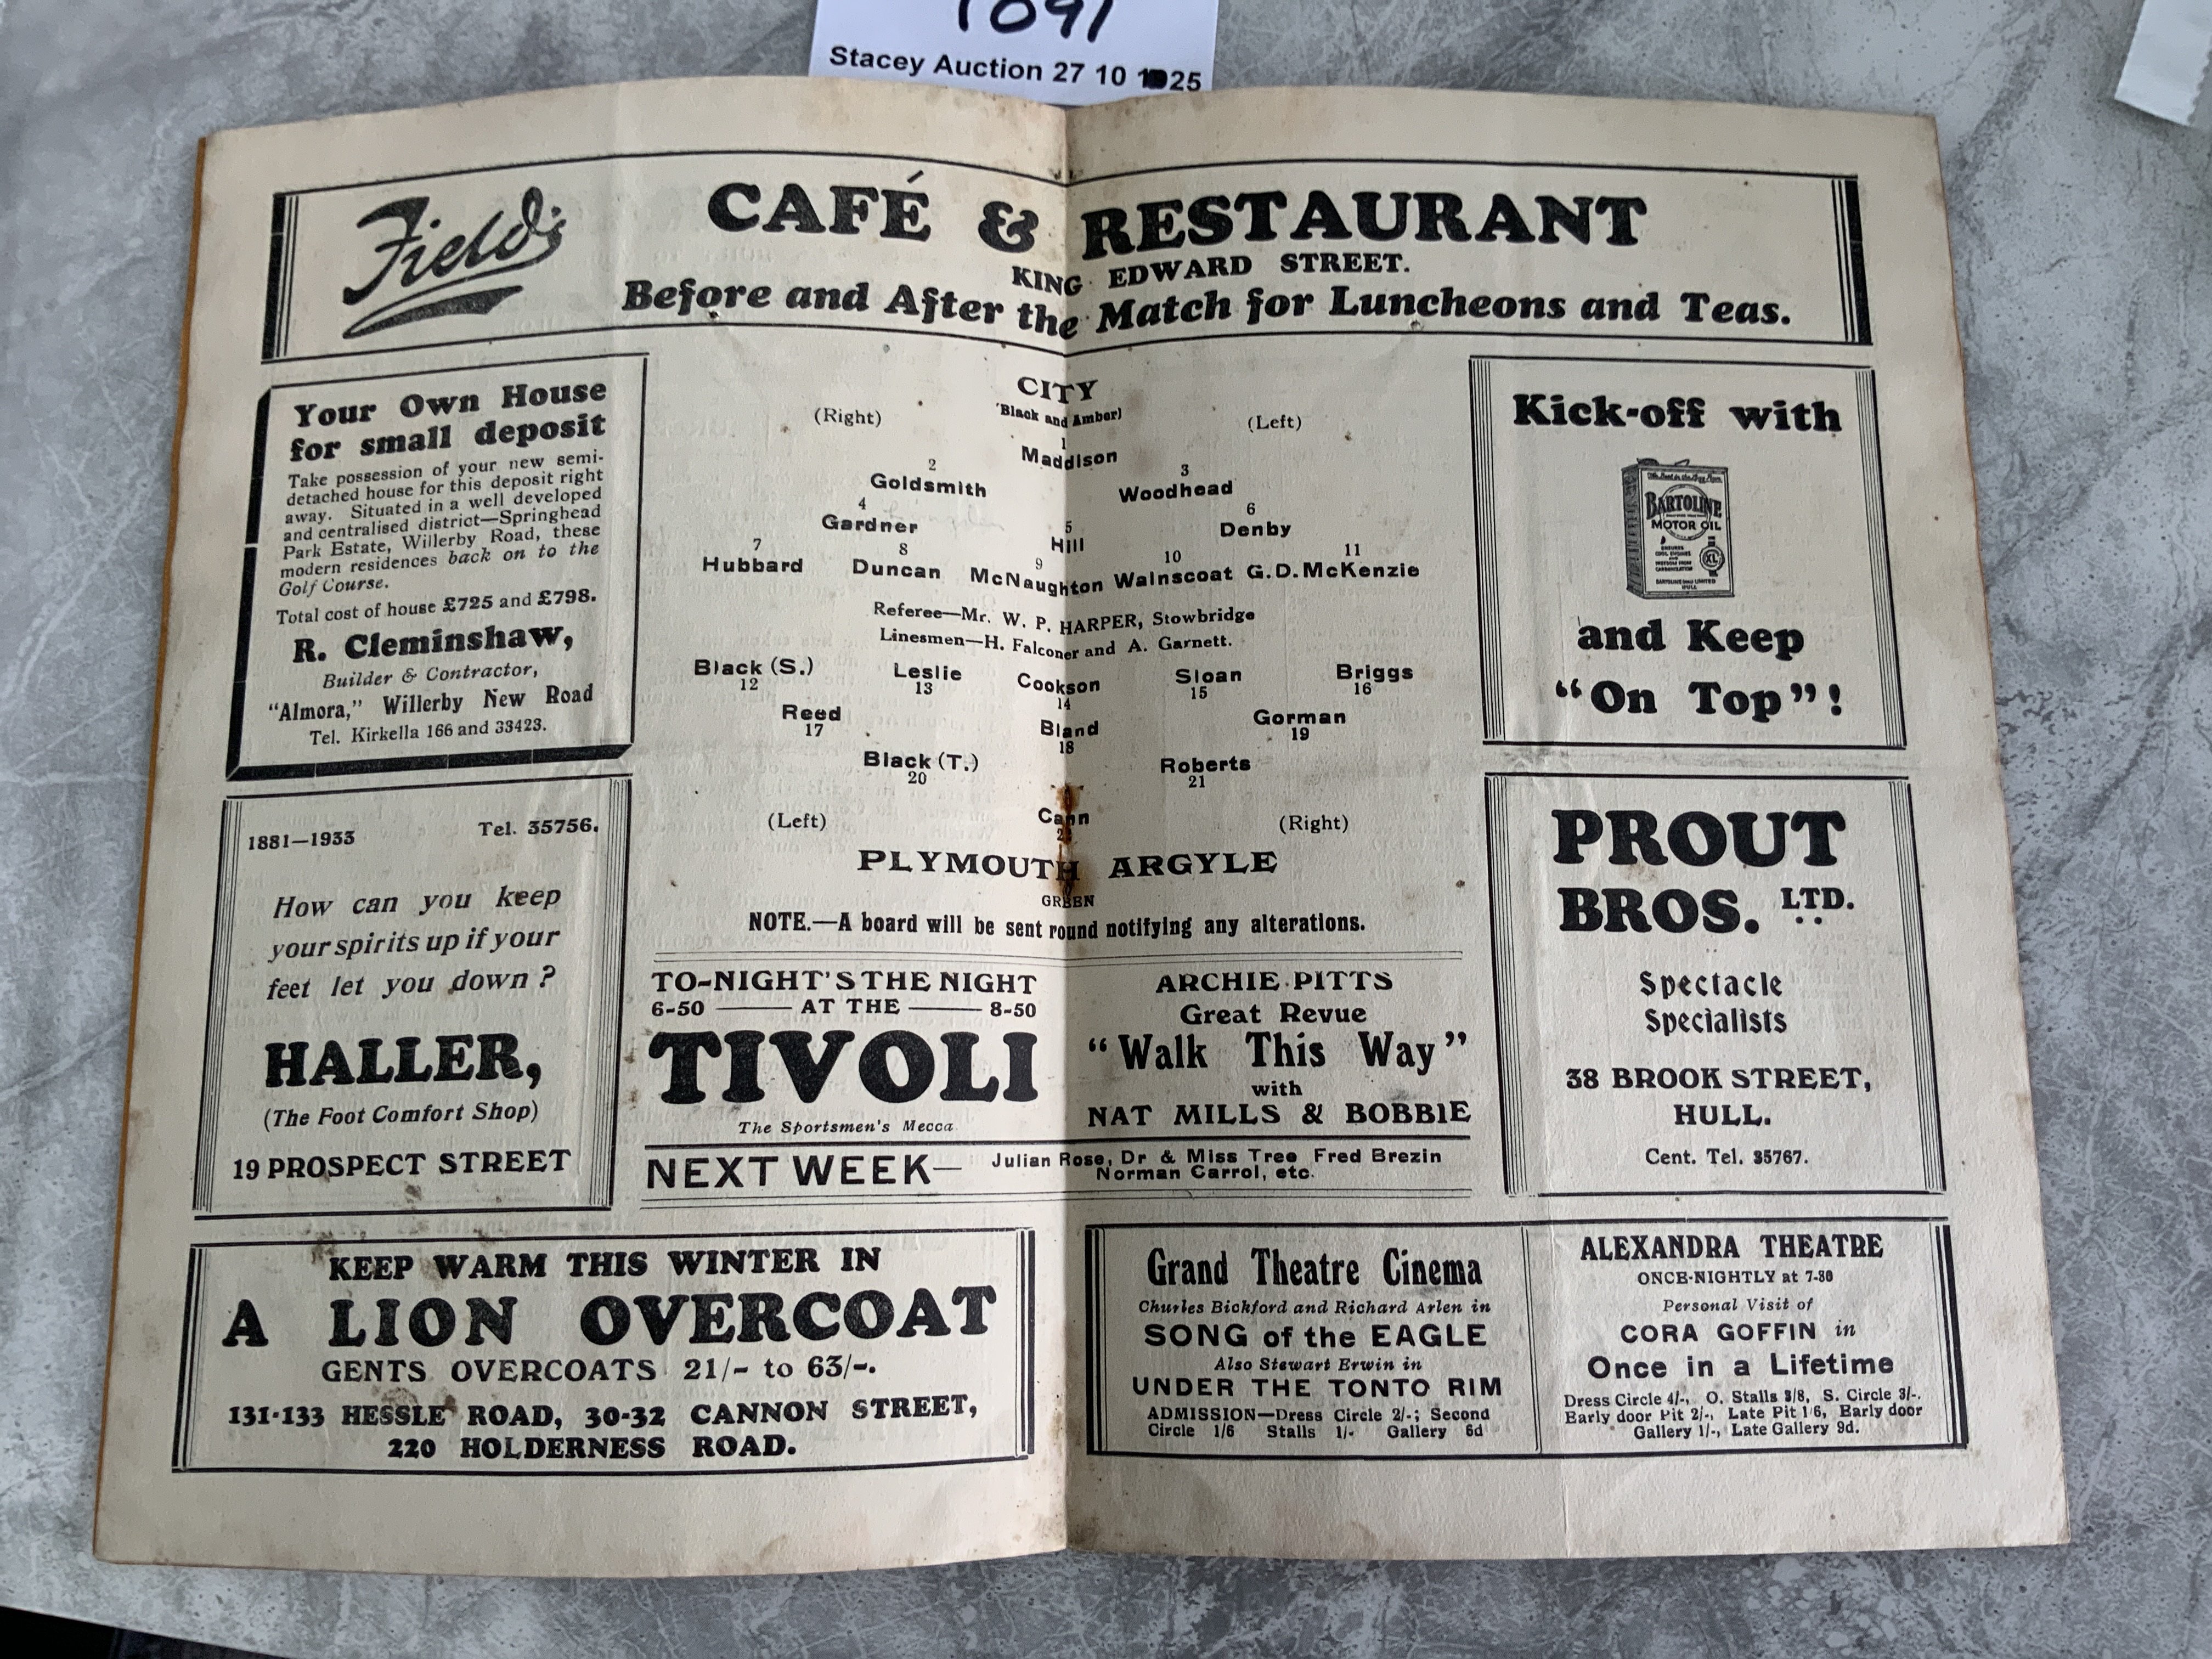 1091
Stacey Auction 27 10 25
Field's
CAFÉ & RESTAURANT
KING EDWARD STREET.
Before and After the Match for Luncheons and Teas.
Your Own House
for small deposit
Take possession of your new semi-
detached house for this deposit right
away. Situated in a well developed
and centralised district—Springhead
Park Estate, Willerby Road, these
modern residences back on to the
Golf Course.
Total cost of house £725 and £798.
R. Cleminshaw,
Builder & Contractor,
"Almora," Willerby New Road
Tel. Kirkella 166 and 33423.
1881—1933 Tel. 35756.
How can you keep
your spirits up if your
feet let you down?
HALLER,
(The Foot Comfort Shop)
19 PROSPECT STREET
CITY
(Right) 'Black and Amber) (Left)
1
Maddison
2 3
Goldsmith Woodhead
4 5 6
Gardner Hill Denby
7 8 9 10 11
Hubbard Duncan McNaughton Wainscoat G.D.McKenzie
Referee—Mr. W. P. HARPER, Stowbridge
Linesmen—H. Falconer and A. Garnett.
Black (S.) Leslie Cookson Sloan Briggs
12 13 14 15 16
Reed Bland Gorman
17 18 19
Black (T.) Roberts
20 21
(Left) Cann (Right)
PLYMOUTH ARGYLE
GREEN
NOTE.—A board will be sent round notifying any alterations.
TO-NIGHT'S THE NIGHT
6-50 —— AT THE —— 8-50
TIVOLI
The Sportsmen's Mecca
ARCHIE PITTS
Great Revue
"Walk This Way"
with
NAT MILLS & BOBBIE
NEXT WEEK— Julian Rose, Dr & Miss Tree Fred Brezin
Norman Carrol, etc.
Kick-off with
BARTOLINE
MOTOR OIL
XL
BARTOLINE (HULL) LIMITED
HULL
and Keep
"On Top"!
PROUT
BROS. LTD.
Spectacle
Specialists
38 BROOK STREET,
HULL.
Cent. Tel. 35767.
KEEP WARM THIS WINTER IN
A LION OVERCOAT
GENTS OVERCOATS 21/- to 63/-.
131-133 HESSLE ROAD, 30-32 CANNON STREET,
220 HOLDERNESS ROAD.
Grand Theatre Cinema
Churles Bickford and Richard Arlen in
SONG of the EAGLE
Also Stewart Erwin in
UNDER THE TONTO RIM
ADMISSION—Dress Circle 2/-; Second
Circle 1/6 Stalls 1/- Gallery 6d
ALEXANDRA THEATRE
ONCE-NIGHTLY at 7-30
Personal Visit of
CORA GOFFIN in
Once in a Lifetime
Dress Circle 4/-, O. Stalls 3/8, S. Circle 3/-.
Early door Pit 2/-, Late Pit 1 6, Early door
Gallery 1/-, Late Gallery 9d.